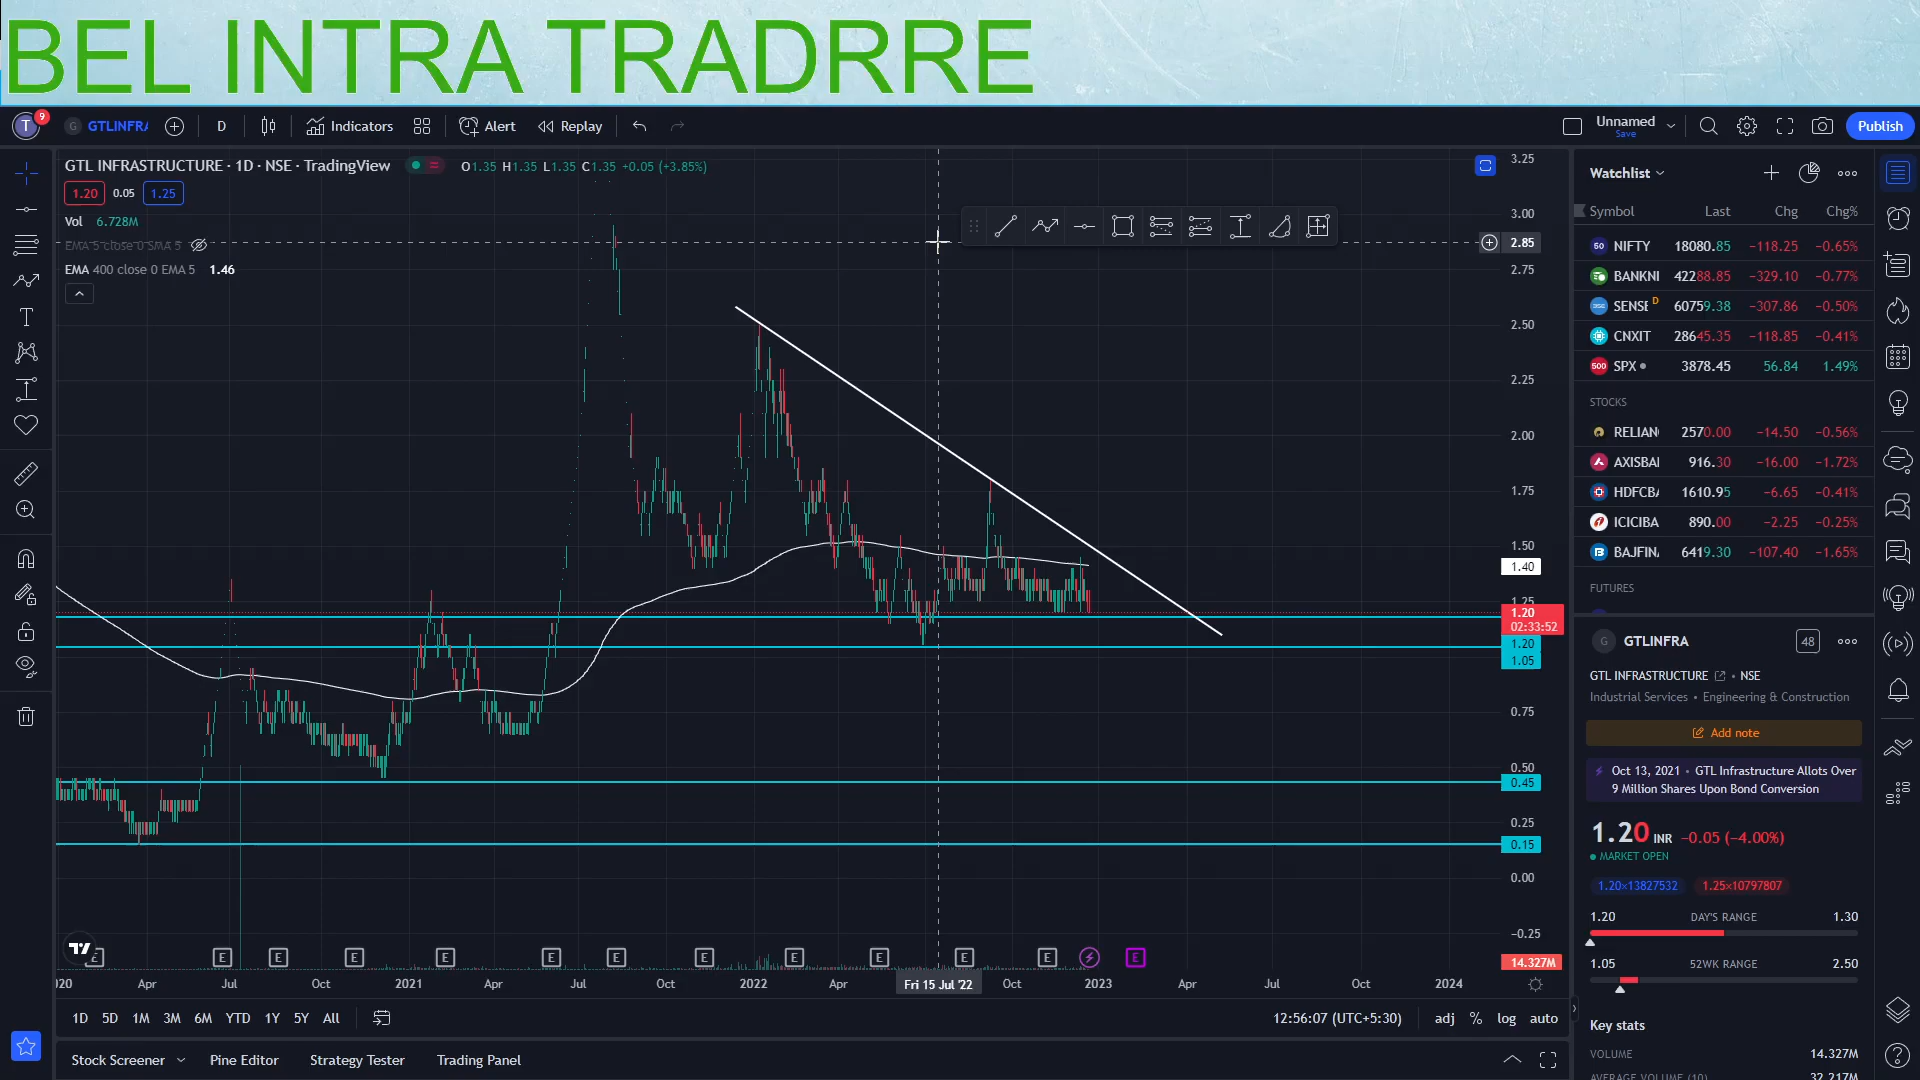 BEL INTRA TRADRRE
T 9 G GTLINFRA D Indicators Alert Replay Unnamed Save Publish
GTL INFRASTRUCTURE · 1D · NSE · TradingView O1.35 H1.35 L1.35 C1.35 +0.05 (+3.85%)
1.20 0.05 1.25
Vol 6.728M
EMA 5 close 0 SMA 5
EMA 400 close 0 EMA 5 1.46
3.25
3.00
2.85
2.75
2.50
2.25
2.00
1.75
1.50
1.40
1.25
1.20
02:33:52
1.20
1.05
0.75
0.50
0.45
0.25
0.15
0.00
−0.25
14.327M
E E E E E E E E E E E E E
Apr Jul Oct 2021 Apr Jul Oct 2022 Apr Fri 15 Jul '22 Oct 2023 Apr Jul Oct 2024
1D 5D 1M 3M 6M YTD 1Y 5Y All 12:56:07 (UTC+5:30) adj % log auto
Stock Screener Pine Editor Strategy Tester Trading Panel
Watchlist
Symbol Last Chg Chg%
50 NIFTY 18080.85 −118.25 −0.65%
BANKNI 42288.85 −329.10 −0.77%
SENSE D 60759.38 −307.86 −0.50%
CNXIT 28645.35 −118.85 −0.41%
500 SPX 3878.45 56.84 1.49%
STOCKS
RELIAN 2570.00 −14.50 −0.56%
AXISBAI 916.30 −16.00 −1.72%
HDFCBA 1610.95 −6.65 −0.41%
ICICIBA 890.00 −2.25 −0.25%
BAJFINA 6419.30 −107.40 −1.65%
FUTURES
G GTLINFRA 48
GTL INFRASTRUCTURE • NSE
Industrial Services • Engineering & Construction
Add note
Oct 13, 2021 • GTL Infrastructure Allots Over
9 Million Shares Upon Bond Conversion
1.20 INR −0.05 (−4.00%)
MARKET OPEN
1.20×13827532 1.25×10797807
1.20 DAY'S RANGE 1.30
1.05 52WK RANGE 2.50
Key stats
VOLUME 14.327M
AVERAGE VOLUME (10) 32.217M